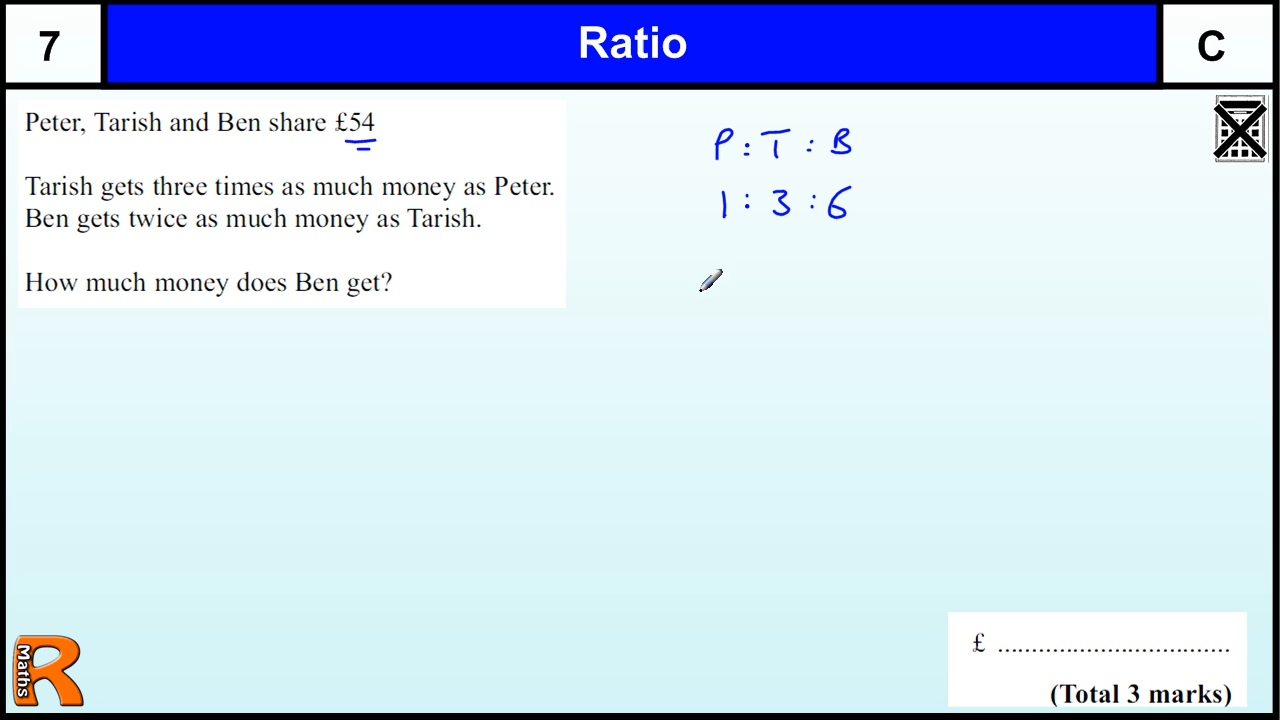 7
Ratio
C
Peter, Tarish and Ben share £54
Tarish gets three times as much money as Peter.
Ben gets twice as much money as Tarish.
How much money does Ben get?
P : T : B
1 : 3 : 6
£ ..................................
(Total 3 marks)
R Maths